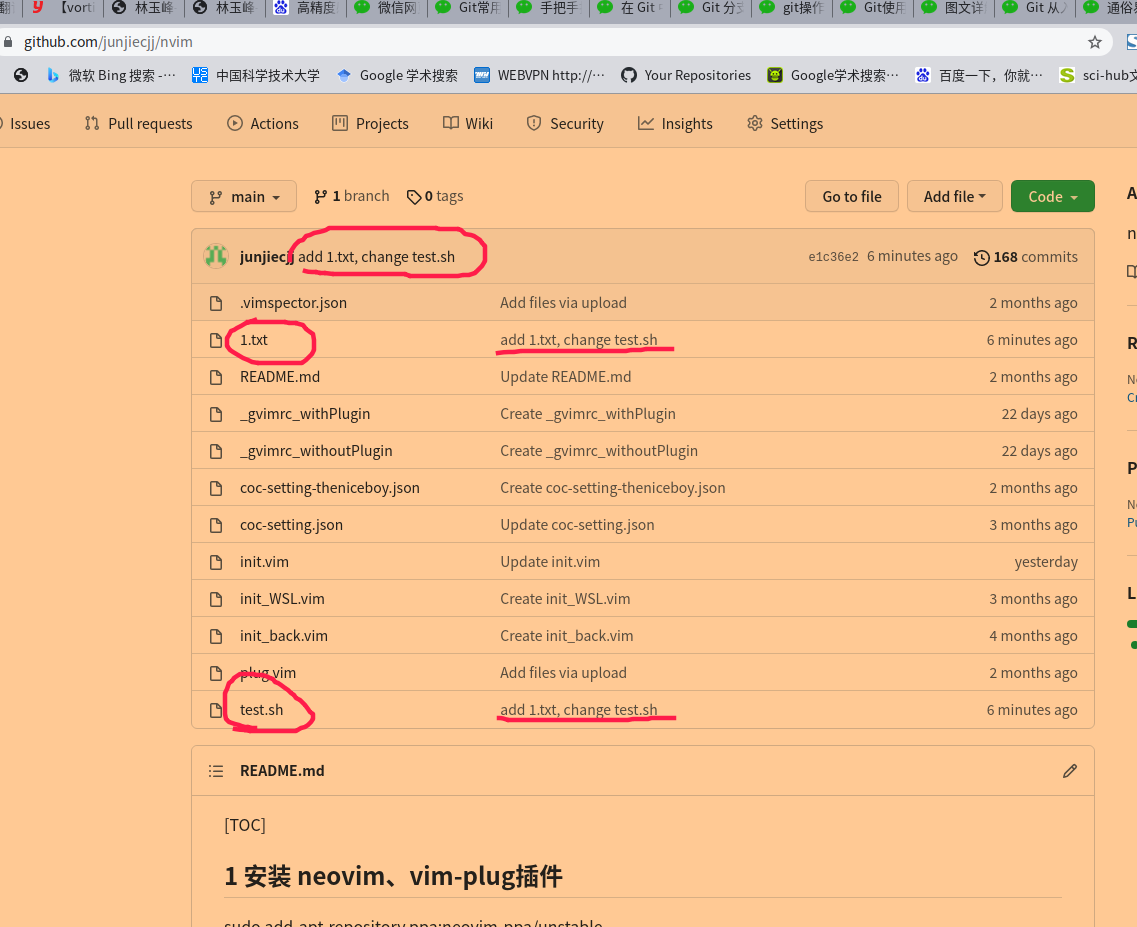 【vorti 林玉峰 林玉峰 高精度 微信网 Git常用 手把手 在 Git Git 分支 git操作 Git使用 图文详 Git 从入 通俗易
github.com/junjiecjj/nvim
微软 Bing 搜索 -⋯ 中国科学技术大学 Google 学术搜索 WEBVPN http://⋯ Your Repositories Google学术搜索⋯ 百度一下，你就⋯ sci-hub文
Issues Pull requests Actions Projects Wiki Security Insights Settings
main 1 branch 0 tags Go to file Add file Code
junjiecjj add 1.txt, change test.sh e1c36e2 6 minutes ago 168 commits
.vimspector.json Add files via upload 2 months ago
1.txt add 1.txt, change test.sh 6 minutes ago
README.md Update README.md 2 months ago
_gvimrc_withPlugin Create _gvimrc_withPlugin 22 days ago
_gvimrc_withoutPlugin Create _gvimrc_withoutPlugin 22 days ago
coc-setting-theniceboy.json Create coc-setting-theniceboy.json 2 months ago
coc-setting.json Update coc-setting.json 3 months ago
init.vim Update init.vim yesterday
init_WSL.vim Create init_WSL.vim 3 months ago
init_back.vim Create init_back.vim 4 months ago
plug.vim Add files via upload 2 months ago
test.sh add 1.txt, change test.sh 6 minutes ago
README.md
[TOC]
1 安装 neovim、vim-plug插件
sudo add-apt-repository ppa:neovim-ppa/unstable